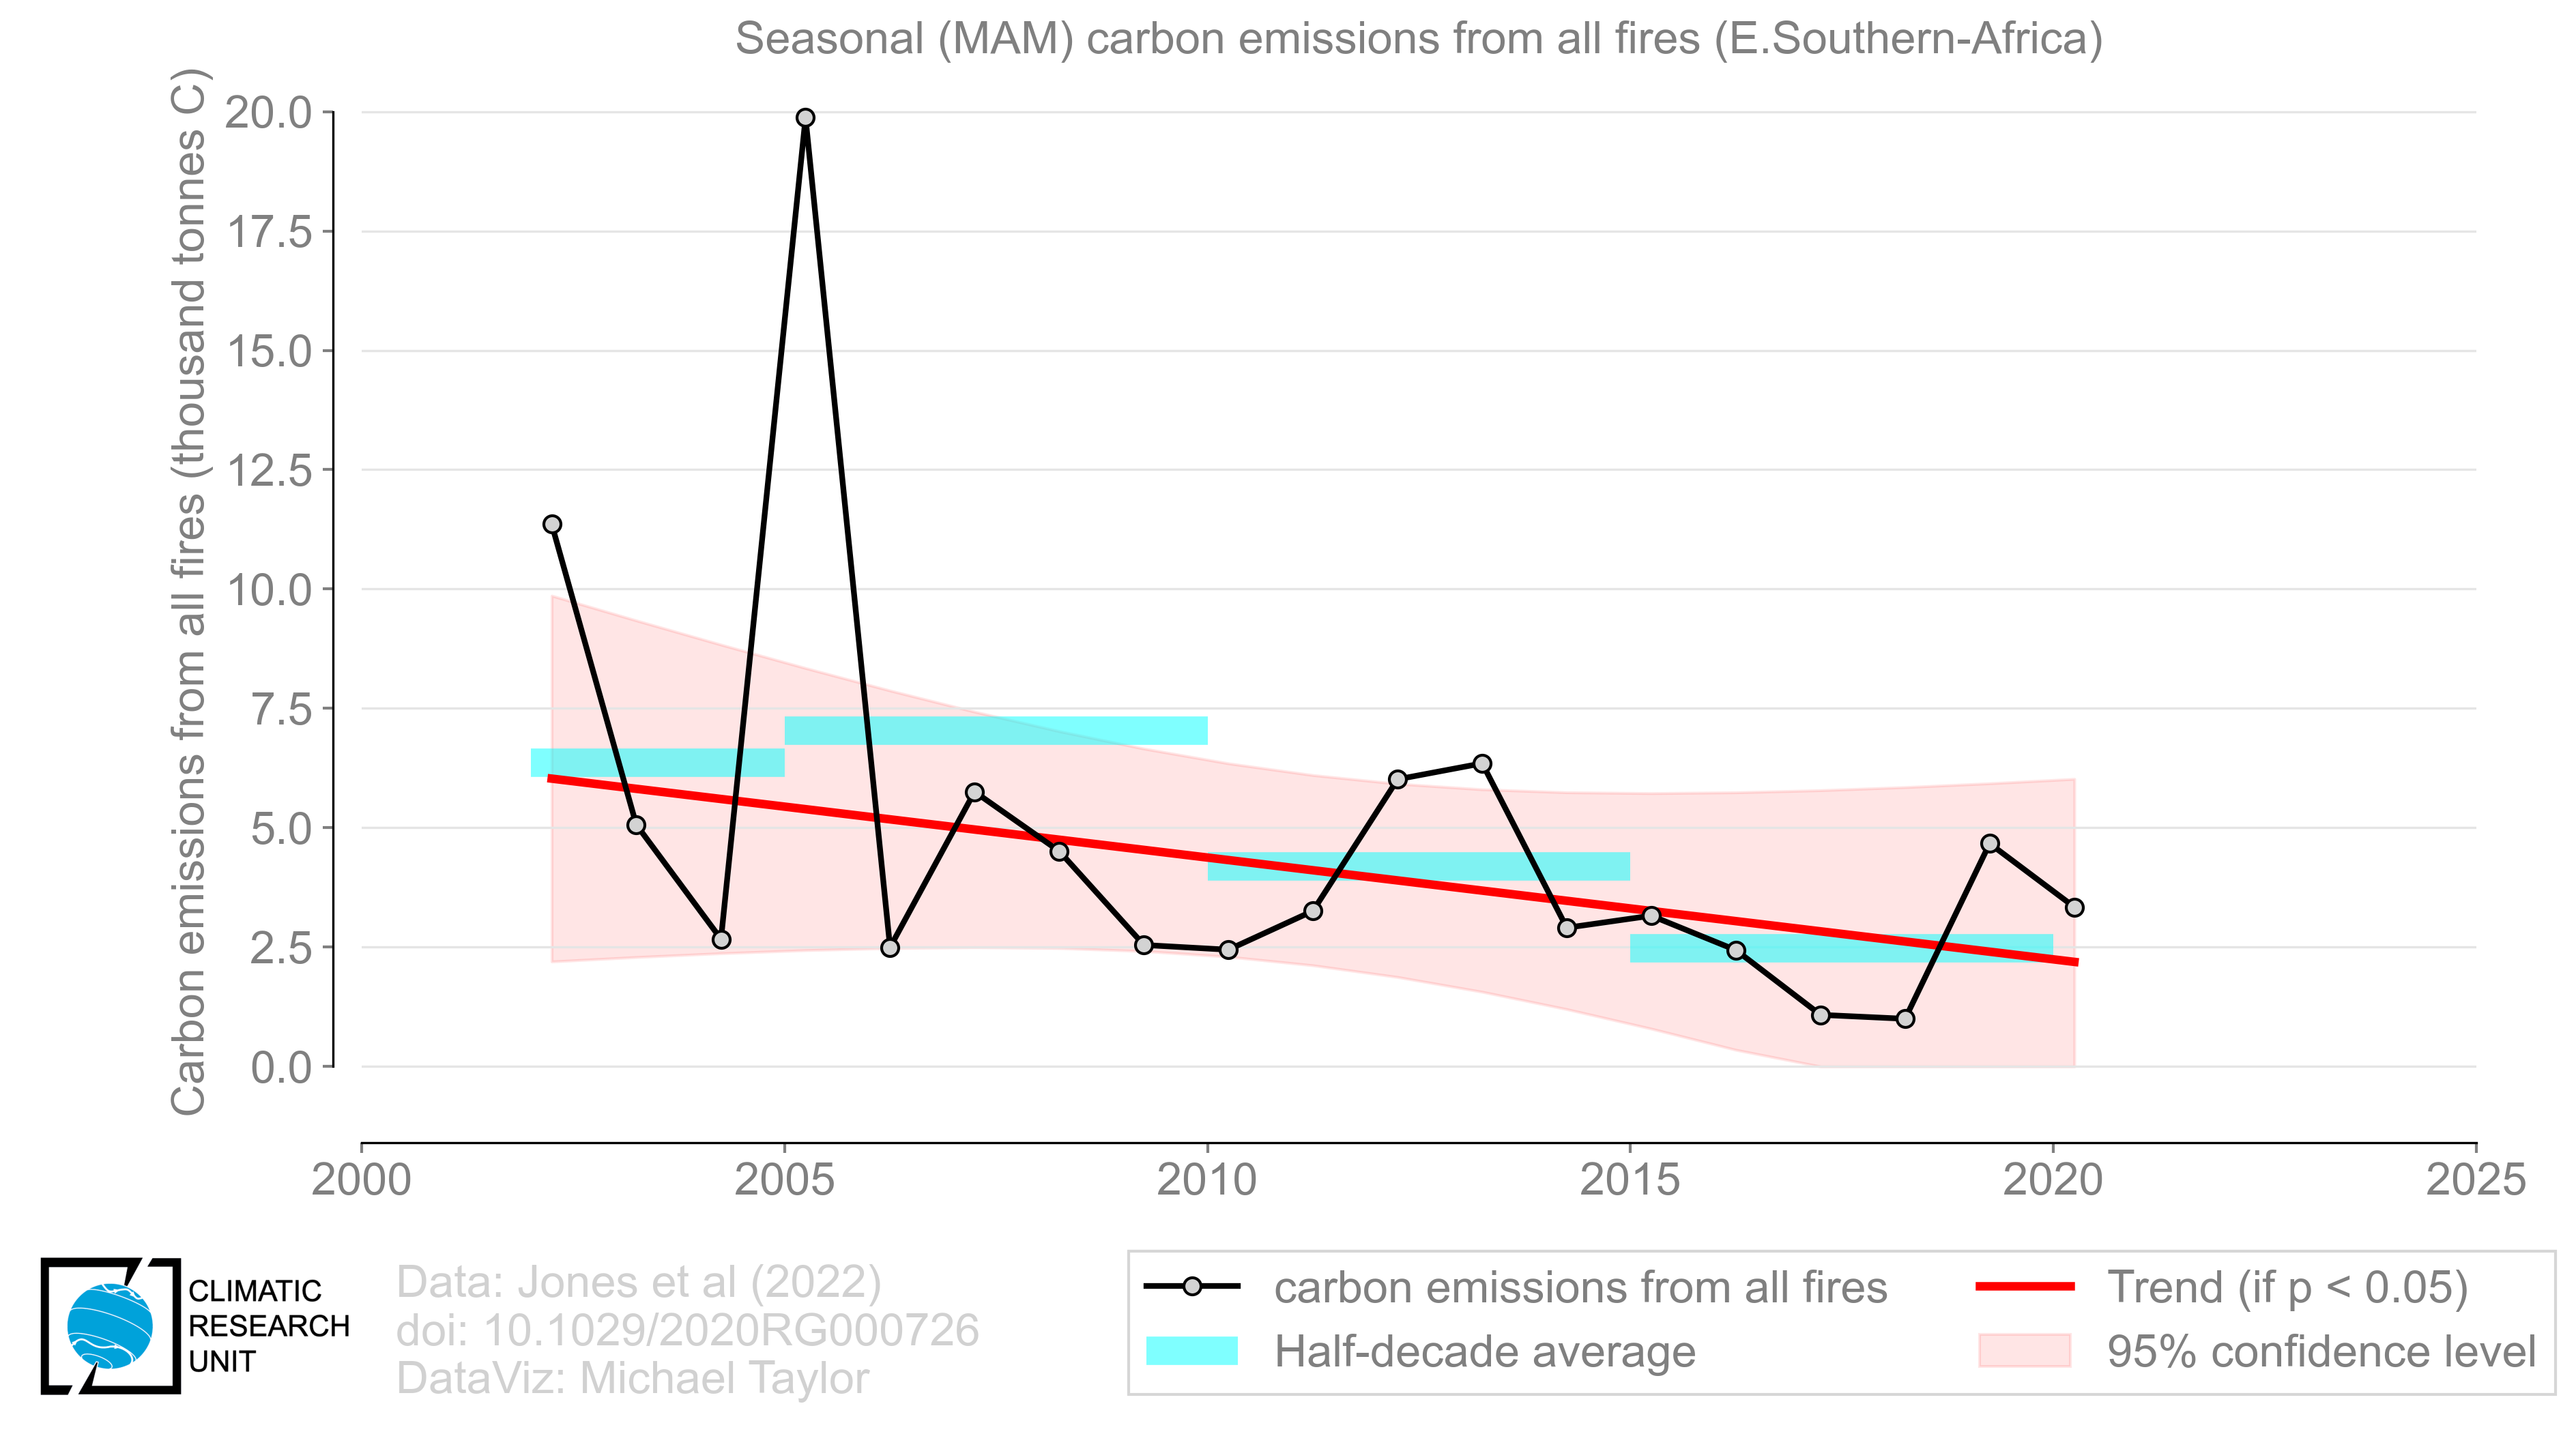 Seasonal (MAM) carbon emissions from all fires (E.Southern-Africa)
Carbon emissions from all fires (thousand tonnes C)
20.0
17.5
15.0
12.5
10.0
7.5
5.0
2.5
0.0
2000
2005
2010
2015
2020
2025
CLIMATIC
RESEARCH
UNIT
Data: Jones et al (2022)
doi: 10.1029/2020RG000726
DataViz: Michael Taylor
carbon emissions from all fires
Half-decade average
Trend (if p < 0.05)
95% confidence level